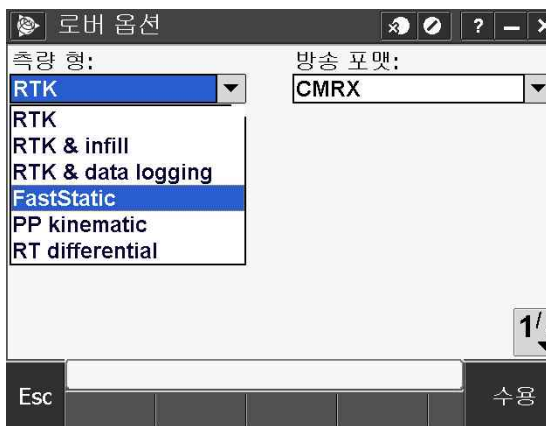 로버 옵션
? – ×
측량 형:
방송 포맷:
RTK
CMRX
RTK
RTK & infill
RTK & data logging
FastStatic
PP kinematic
RT differential
1/
Esc
수용